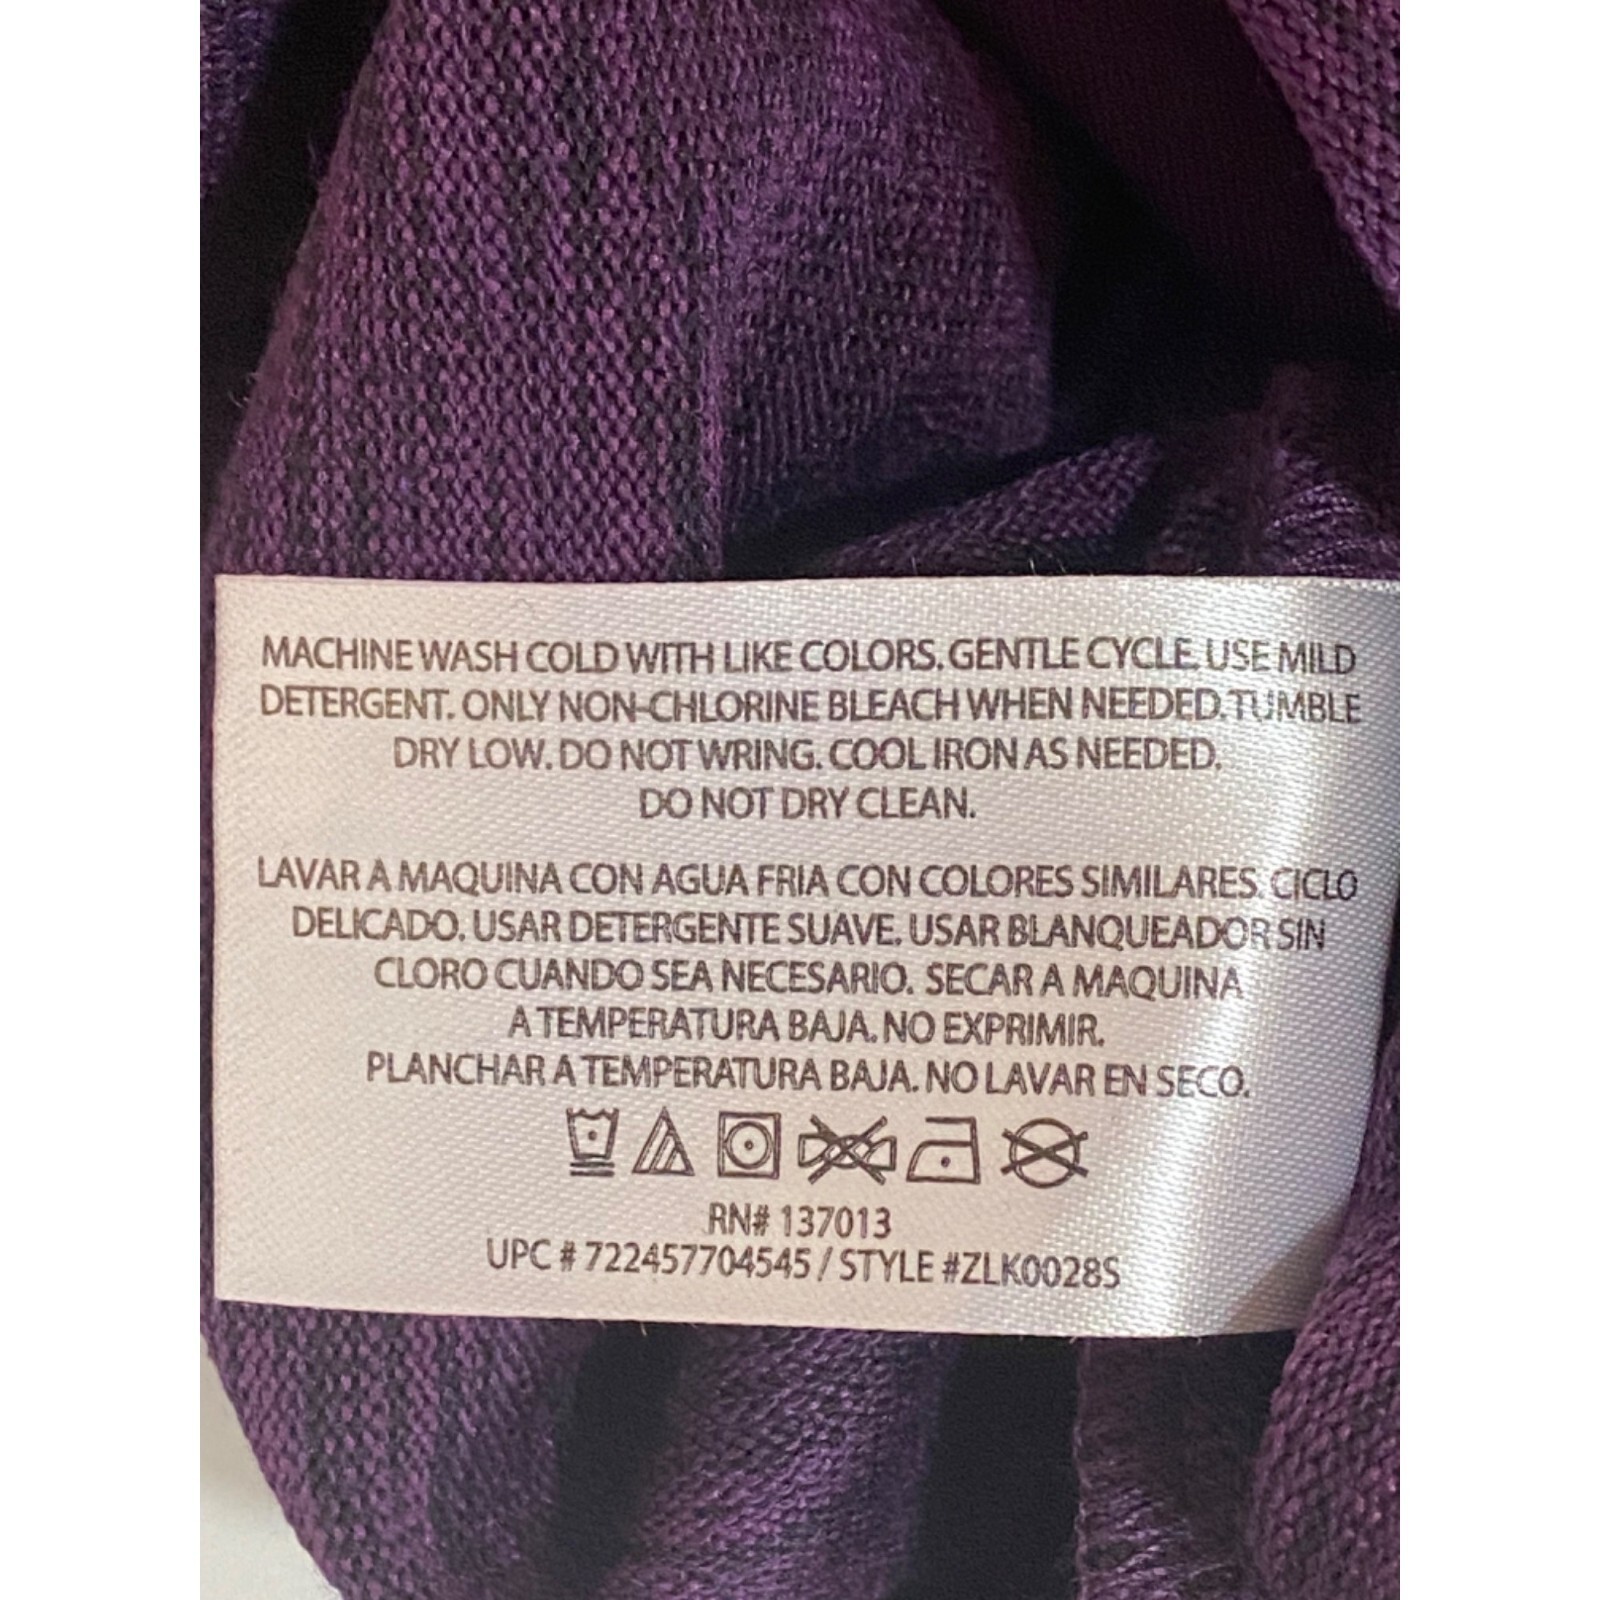 MACHINE WASH COLD WITH LIKE COLORS. GENTLE CYCLE. USE MILD
DETERGENT. ONLY NON-CHLORINE BLEACH WHEN NEEDED. TUMBLE
DRY LOW. DO NOT WRING. COOL IRON AS NEEDED.
DO NOT DRY CLEAN.
LAVAR A MAQUINA CON AGUA FRIA CON COLORES SIMILARES. CICLO
DELICADO. USAR DETERGENTE SUAVE. USAR BLANQUEADOR SIN
CLORO CUANDO SEA NECESARIO. SECAR A MAQUINA
A TEMPERATURA BAJA. NO EXPRIMIR.
PLANCHAR A TEMPERATURA BAJA. NO LAVAR EN SECO.
RN# 137013
UPC # 722457704545 / STYLE #ZLK0028S